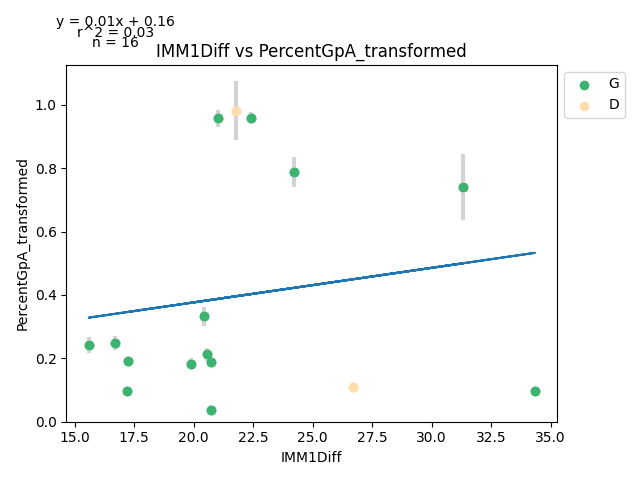 y = 0.01x + 0.16
r^2 = 0.03
n = 16
IMM1Diff vs PercentGpA_transformed
G
D
PercentGpA_transformed
1.0
0.8
0.6
0.4
0.2
0.0
15.0 17.5 20.0 22.5 25.0 27.5 30.0 32.5 35.0
IMM1Diff